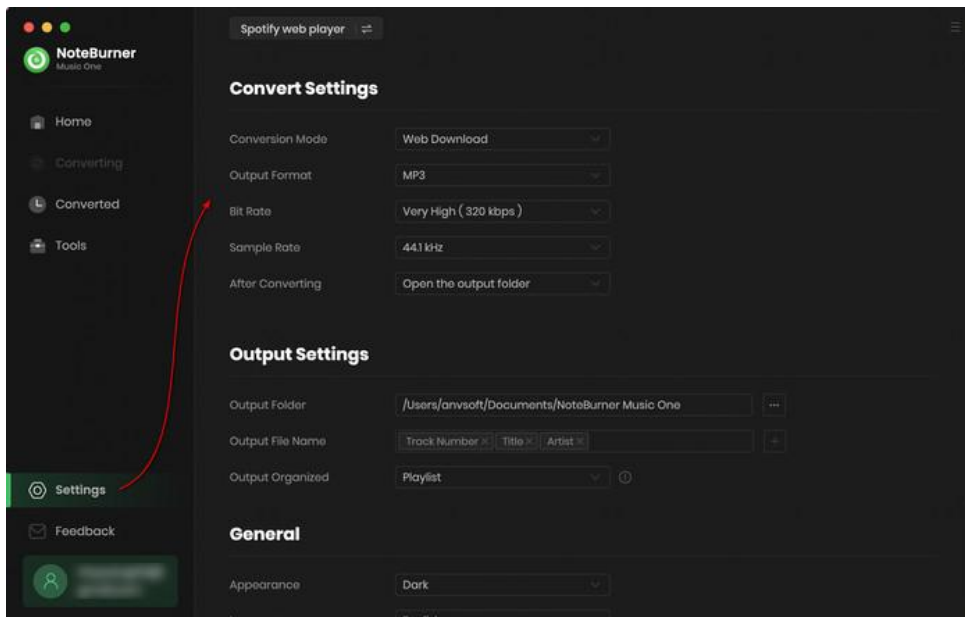 NoteBurner
Music One
Home
Converting
Converted
Tools
Settings
Feedback
Spotify web player
Convert Settings
Conversion Mode Web Download
Output Format MP3
Bit Rate Very High ( 320 kbps )
Sample Rate 44.1 kHz
After Converting Open the output folder
Output Settings
Output Folder /Users/anvsoft/Documents/NoteBurner Music One ...
Output File Name Track Number × Title × Artist × +
Output Organized Playlist
General
Appearance Dark